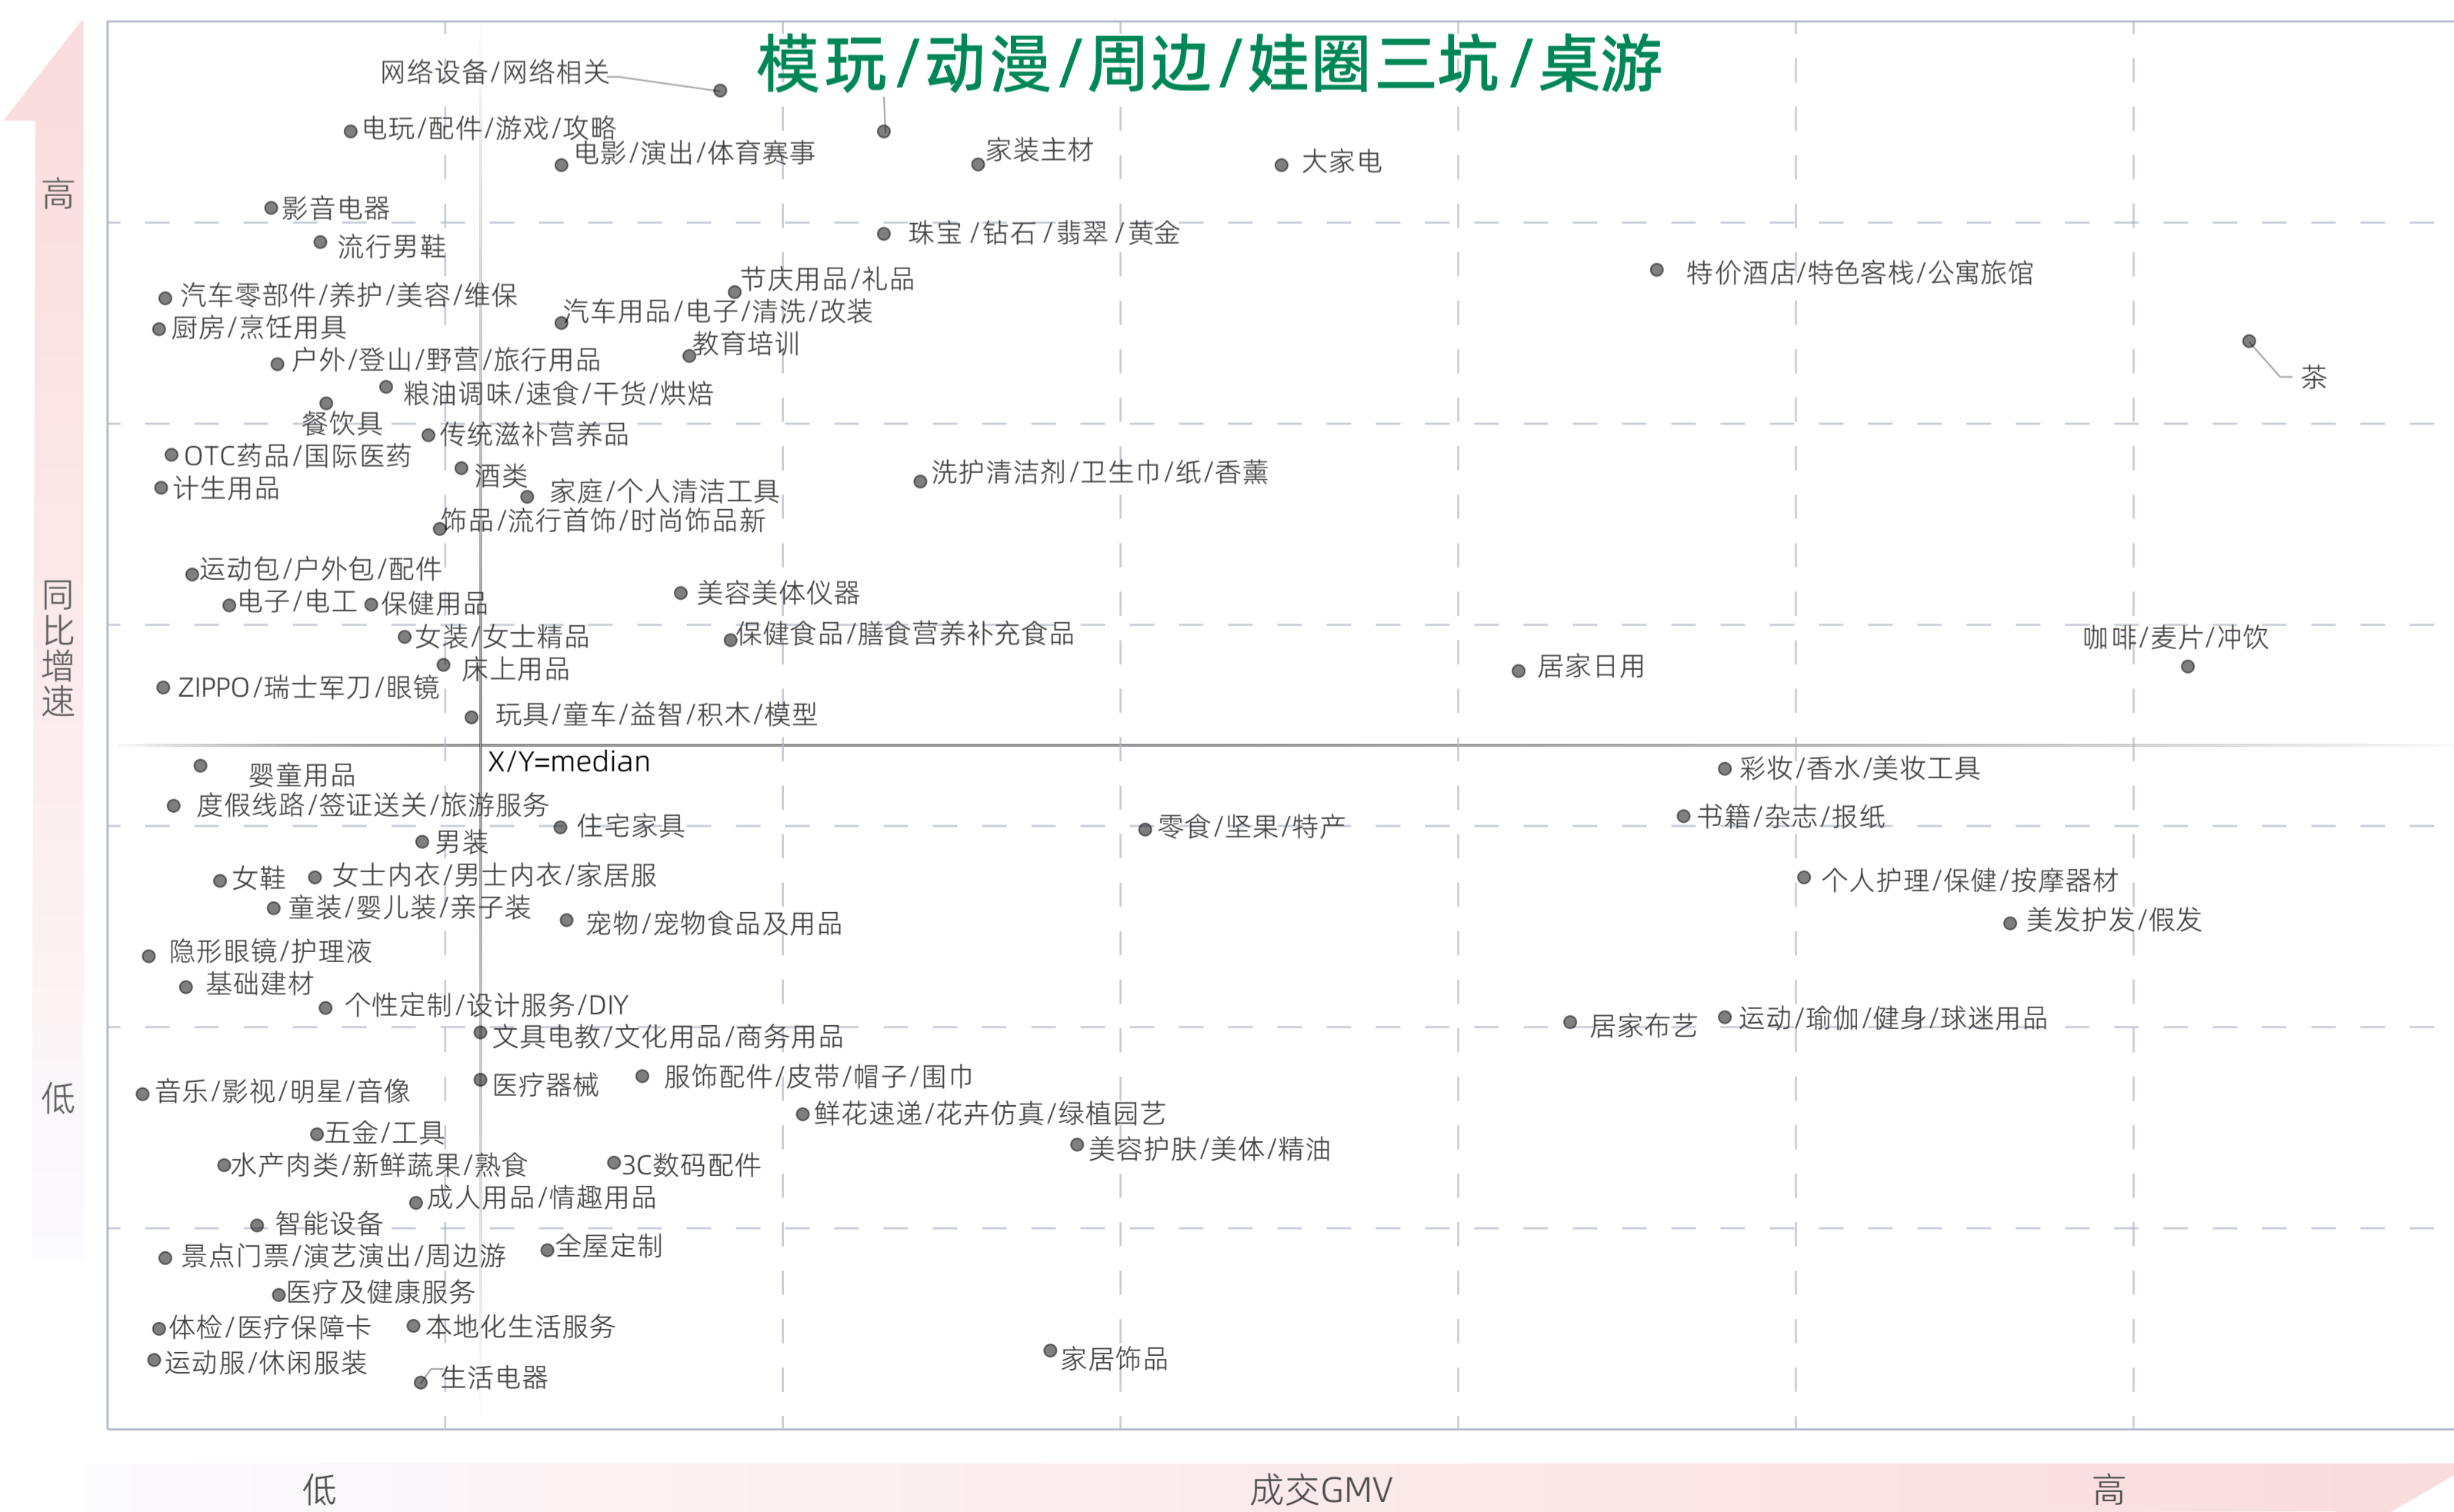 模玩/动漫/周边/娃圈三坑/桌游
网络设备/网络相关
电玩/配件/游戏/攻略
电影/演出/体育赛事
家装主材
大家电
高
影音电器
流行男鞋
珠宝/钻石/翡翠/黄金
节庆用品/礼品
特价酒店/特色客栈/公寓旅馆
汽车零部件/养护/美容/维保
汽车用品/电子/清洗/改装
厨房/烹饪用具
教育培训
户外/登山/野营/旅行用品
茶
粮油调味/速食/干货/烘焙
餐饮具
传统滋补营养品
OTC药品/国际医药
酒类
洗护清洁剂/卫生巾/纸/香薰
计生用品
家庭/个人清洁工具
饰品/流行首饰/时尚饰品新
运动包/户外包/配件
美容美体仪器
电子/电工
保健用品
同比增速
女装/女士精品
保健食品/膳食营养补充食品
咖啡/麦片/冲饮
床上用品
居家日用
ZIPPO/瑞士军刀/眼镜
玩具/童车/益智/积木/模型
X/Y=median
婴童用品
彩妆/香水/美妆工具
度假线路/签证送关/旅游服务
书籍/杂志/报纸
住宅家具
零食/坚果/特产
男装
女鞋
女士内衣/男士内衣/家居服
个人护理/保健/按摩器材
童装/婴儿装/亲子装
宠物/宠物食品及用品
美发护发/假发
隐形眼镜/护理液
基础建材
个性定制/设计服务/DIY
居家布艺
运动/瑜伽/健身/球迷用品
文具电教/文化用品/商务用品
低
音乐/影视/明星/音像
医疗器械
服饰配件/皮带/帽子/围巾
鲜花速递/花卉仿真/绿植园艺
五金/工具
美容护肤/美体/精油
水产肉类/新鲜蔬果/熟食
3C数码配件
成人用品/情趣用品
智能设备
全屋定制
景点门票/演艺演出/周边游
医疗及健康服务
体检/医疗保障卡
本地化生活服务
运动服/休闲服装
家居饰品
生活电器
低
成交GMV
高